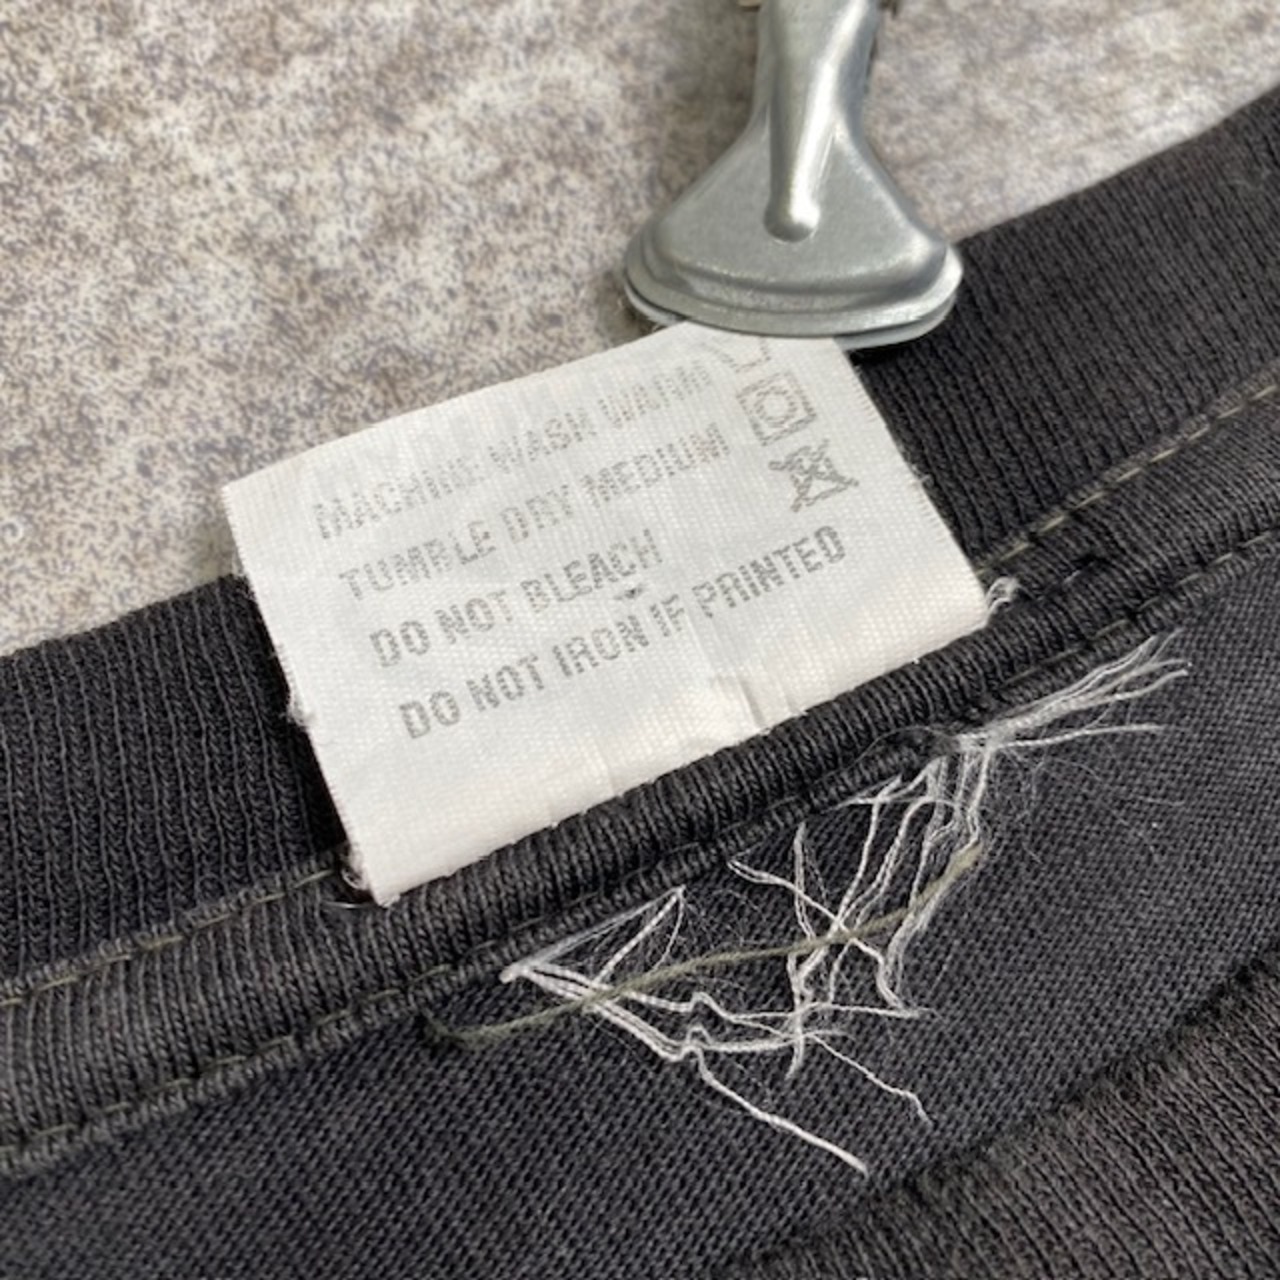 MACHINE WASH WARM
TUMBLE DRY MEDIUM
DO NOT BLEACH
DO NOT IRON IF PRINTED